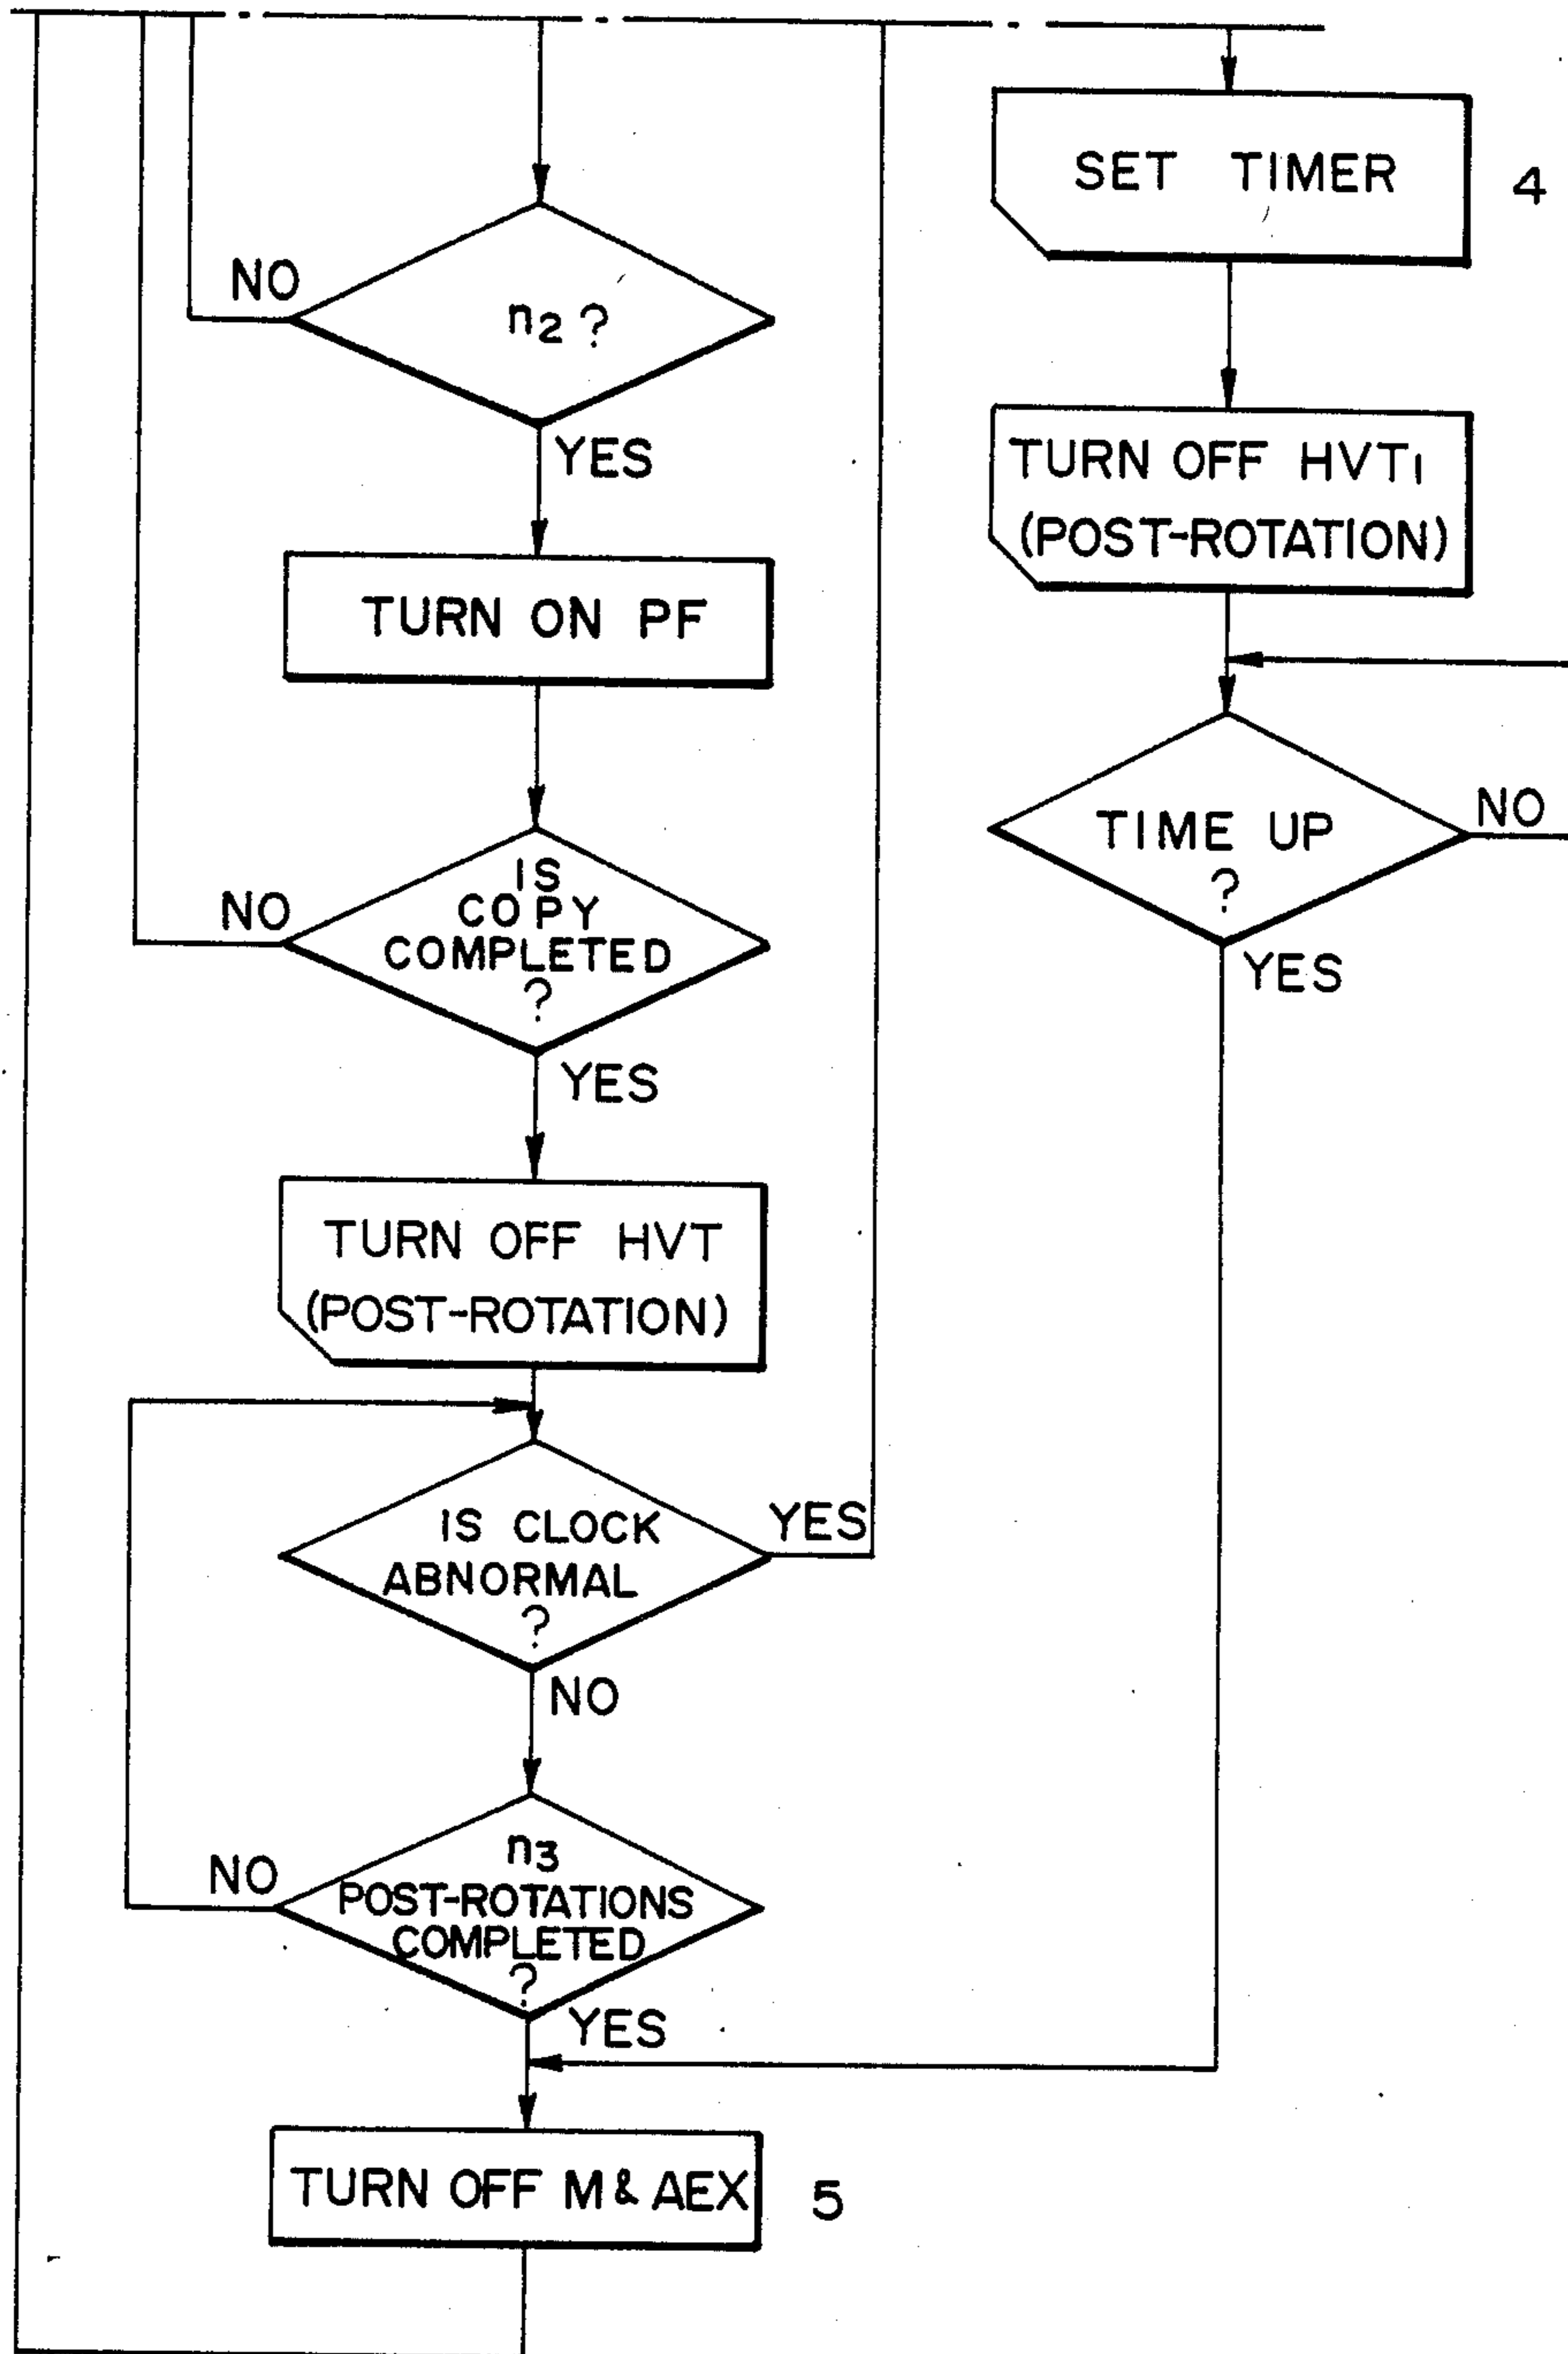 NO
n2 ?
YES
TURN ON PF
NO
IS
COPY
COMPLETED
?
YES
TURN OFF HVT
(POST-ROTATION)
IS CLOCK
ABNORMAL
?
YES
NO
NO
n3
POST-ROTATIONS
COMPLETED
?
YES
TURN OFF M & AEX
5
SET TIMER
4
TURN OFF HVT1
(POST-ROTATION)
TIME UP
?
NO
YES